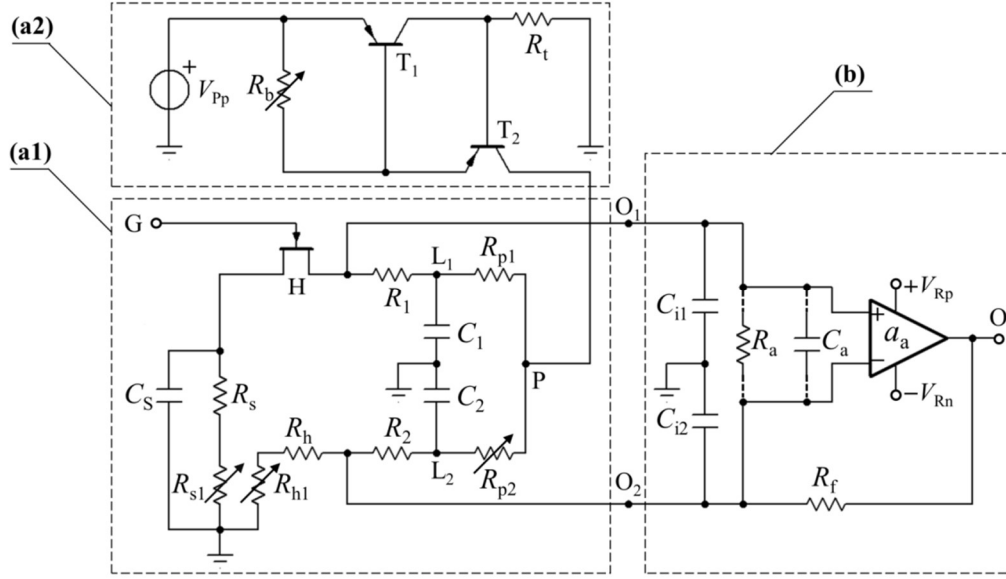 (a2)
V_Pp
+
R_b
T_1
R_t
T_2
(b)
(a1)
G
H
O_1
L_1
R_p1
R_1
C_1
C_i1
R_a
C_a
+
−
a_a
+V_Rp
−V_Rn
O
P
C_2
C_i2
C_S
R_s
R_h
R_2
L_2
R_p2
R_s1
R_h1
O_2
R_f